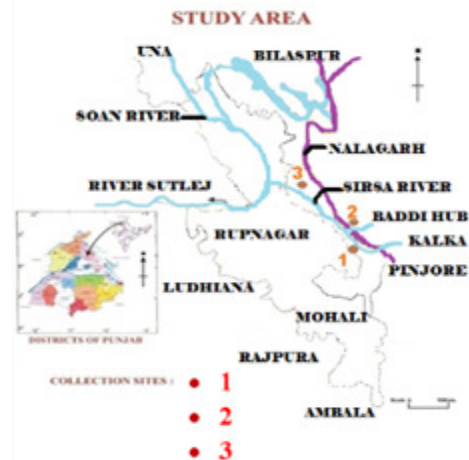 STUDY AREA
UNA
BILASPUR
SOAN RIVER
NALAGARH
3
SIRSA RIVER
RIVER SUTLEJ
2
BADDI HUB
RUPNAGAR
KALKA
1
PINJORE
LUDHIANA
MOHALI
DISTRICTS OF PUNJAB
RAJPURA
COLLECTION SITES :
1
AMBALA
2
3